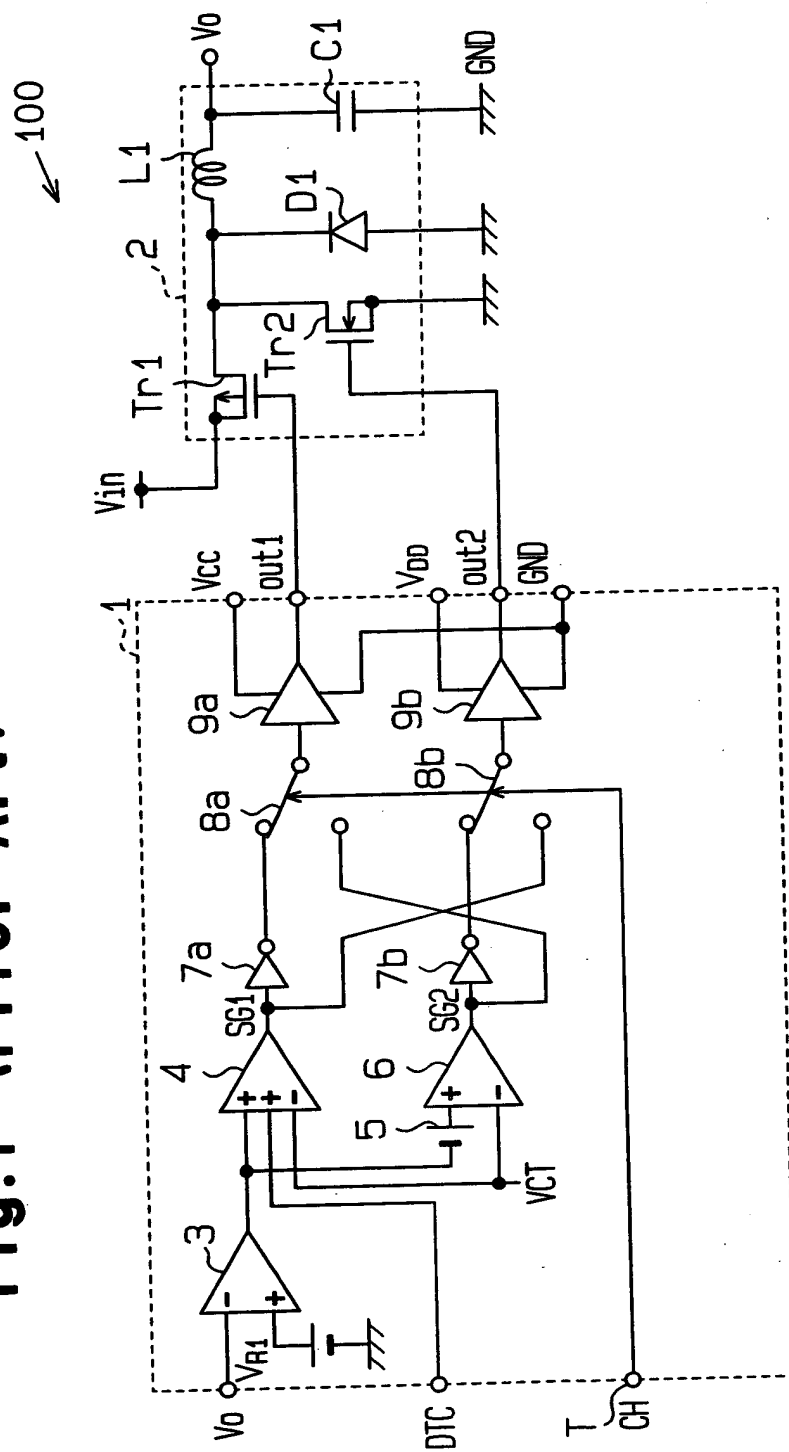 Fig.1 (Prior Art)
100
2
L1
Vo
Tr1
D1
C1
Tr2
GND
Vin
1
Vcc
out1
VDD
out2
GND
9a
9b
8a
8b
7a
7b
SG1
SG2
4
6
5
3
VCT
VR1
Vo
DTC
T
CH